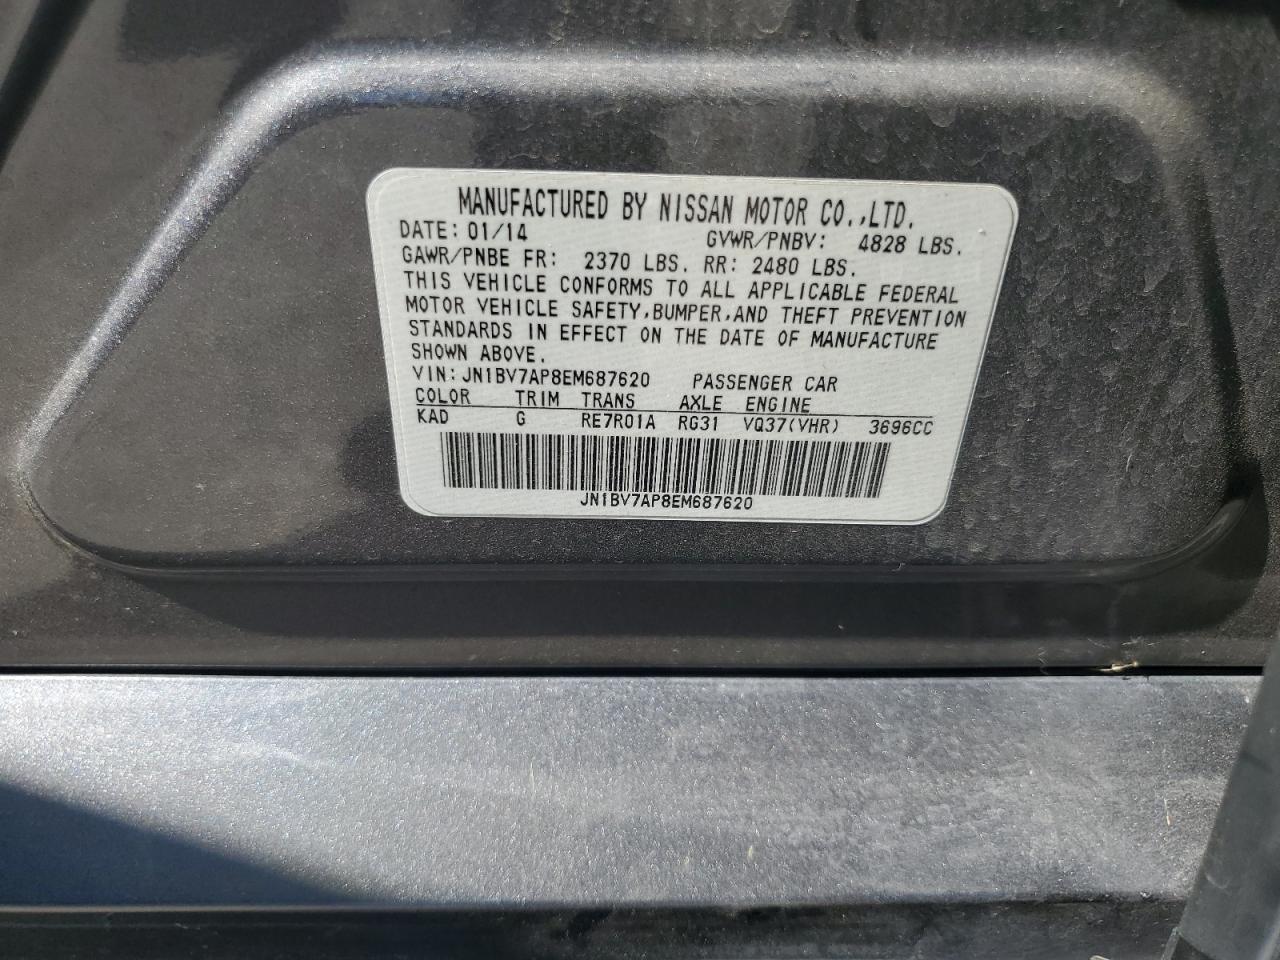 MANUFACTURED BY NISSAN MOTOR CO.,LTD.
DATE: 01/14 GVWR/PNBV: 4828 LBS.
GAWR/PNBE FR: 2370 LBS. RR: 2480 LBS.
THIS VEHICLE CONFORMS TO ALL APPLICABLE FEDERAL
MOTOR VEHICLE SAFETY,BUMPER,AND THEFT PREVENTION
STANDARDS IN EFFECT ON THE DATE OF MANUFACTURE
SHOWN ABOVE.
VIN: JN1BV7AP8EM687620 PASSENGER CAR
COLOR TRIM TRANS AXLE ENGINE
KAD G RE7R01A RG31 VQ37(VHR) 3696CC
JN1BV7AP8EM687620